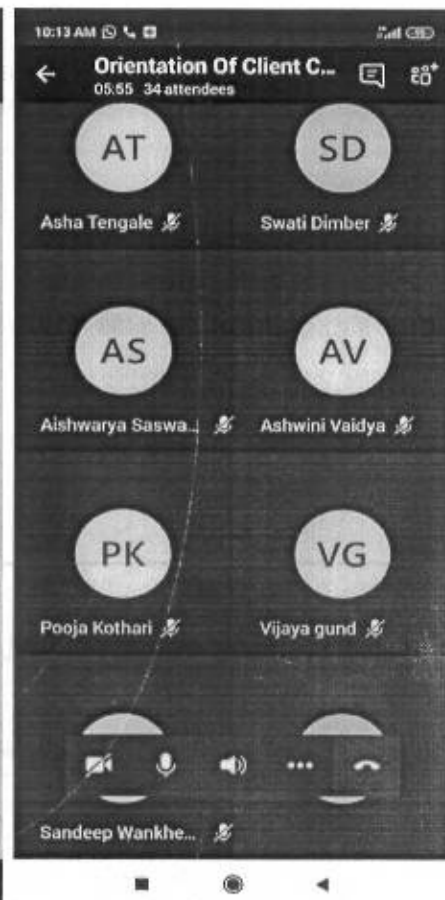 10:13 AM
Orientation Of Client C...
05:55 34 attendees
AT SD
Asha Tengale Swati Dimber
AS AV
Aishwarya Saswa... Ashwini Vaidya
PK VG
Pooja Kothari Vijaya gund
Sandeep Wankhe...